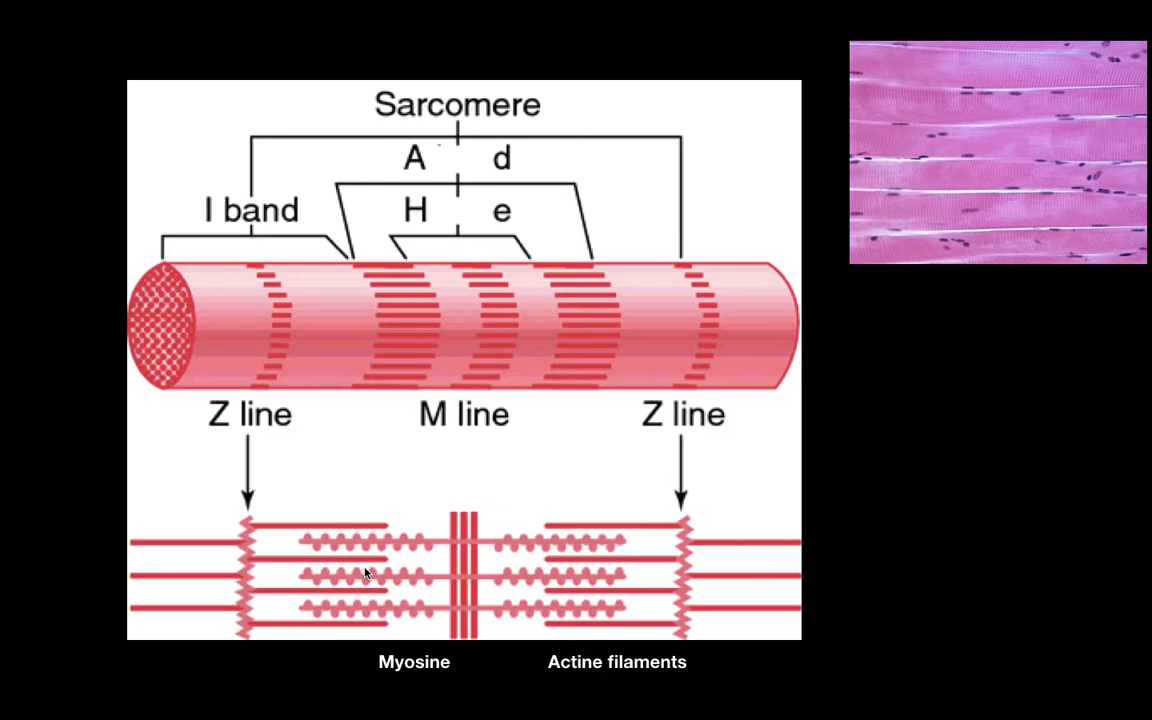 Sarcomere
A d
I band
H e
Z line M line Z line
Myosine Actine filaments